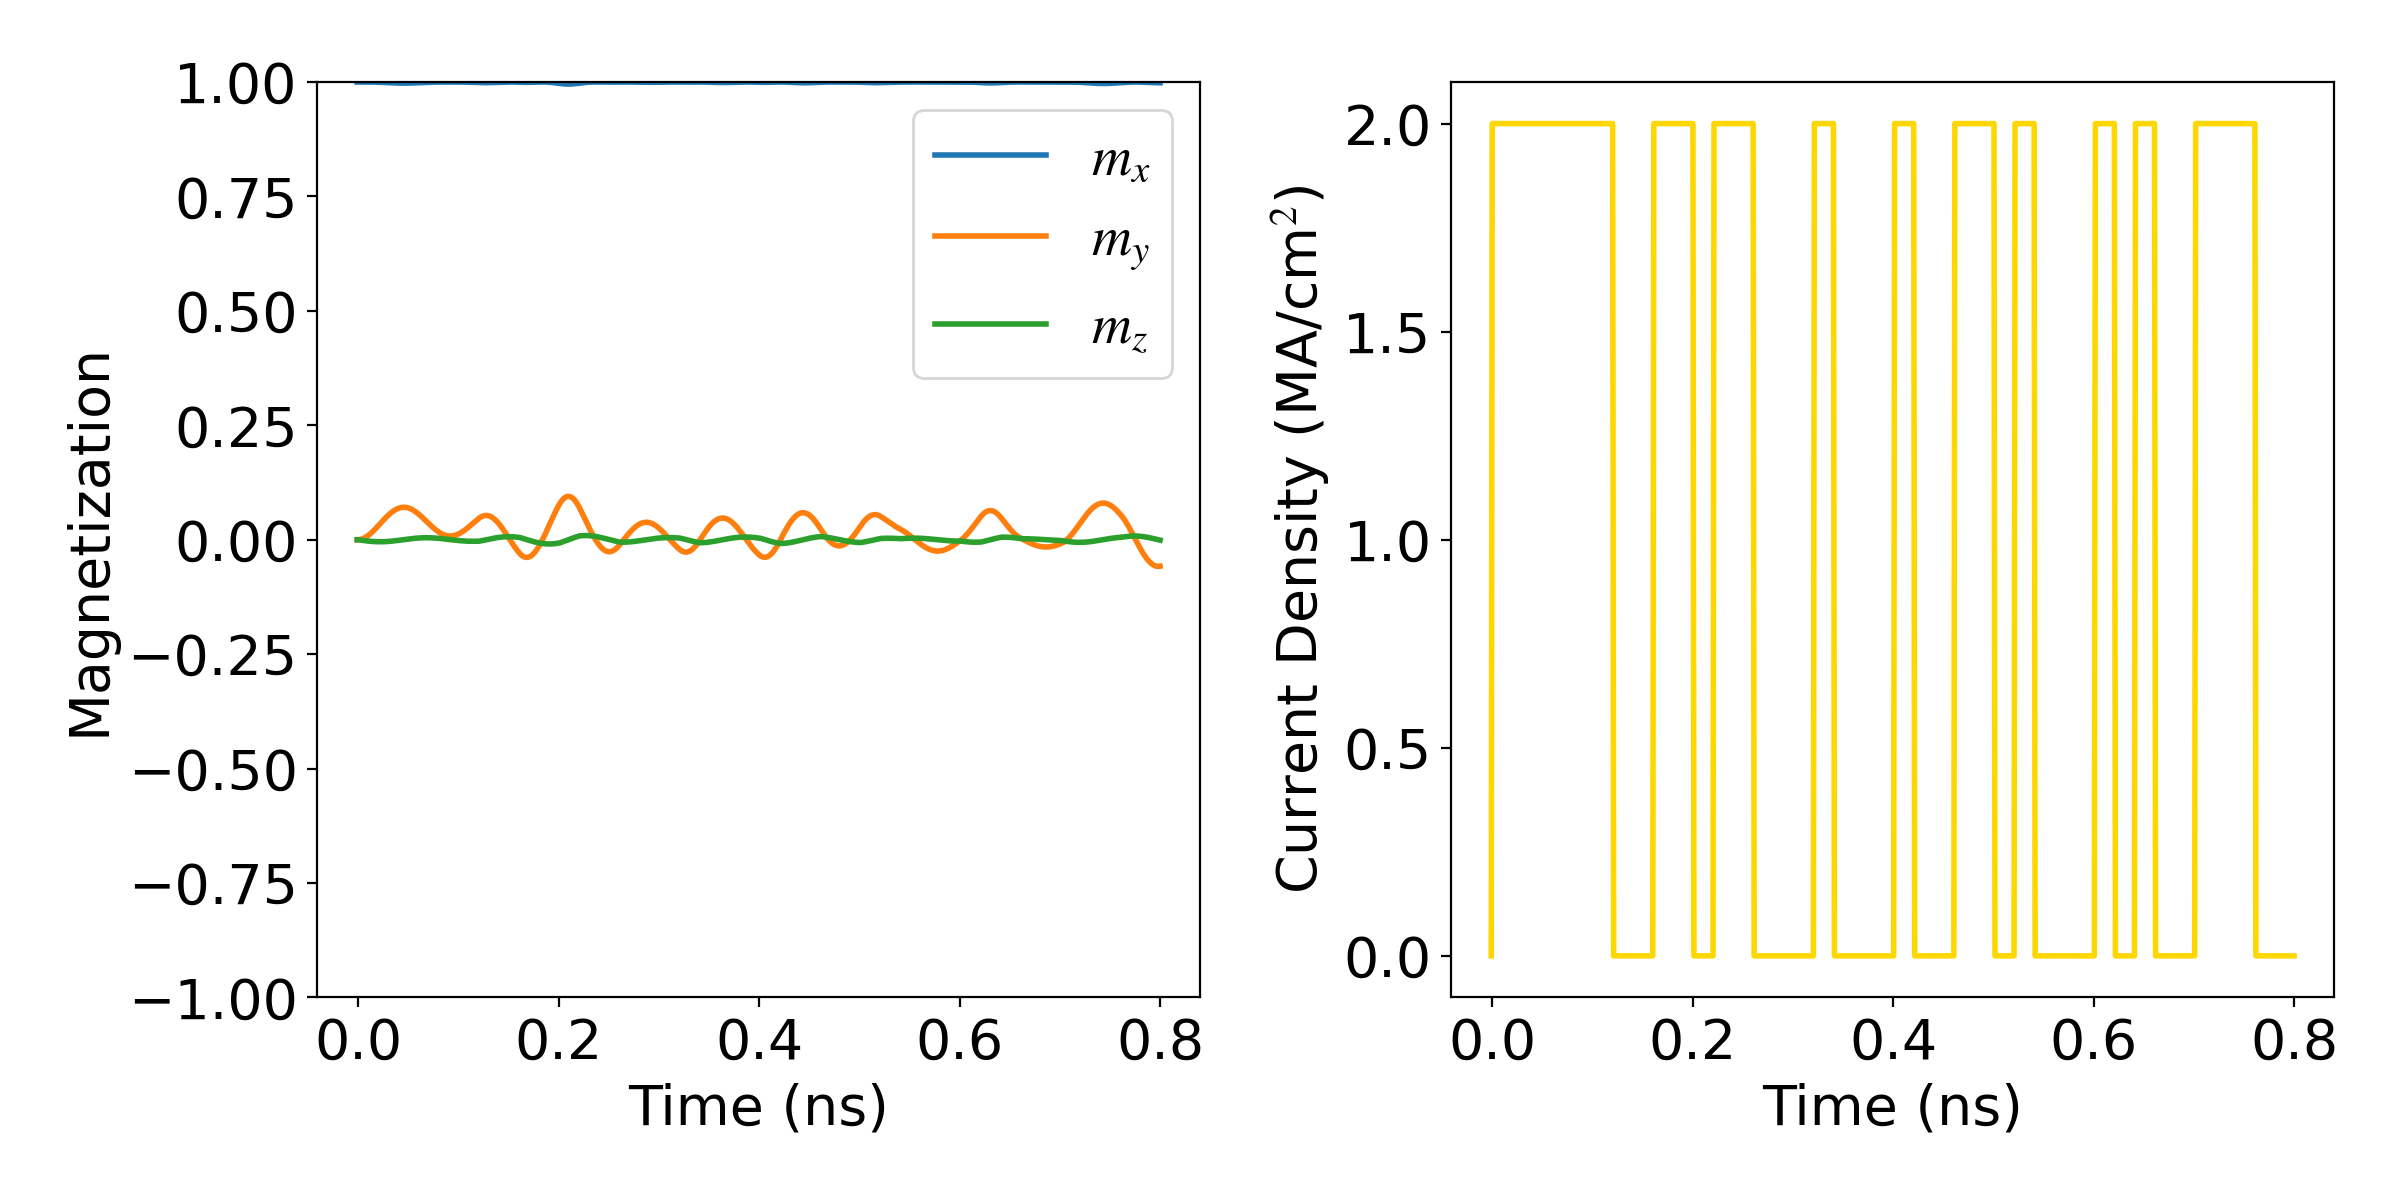 Magnetization
1.00
0.75
0.50
0.25
0.00
−0.25
−0.50
−0.75
−1.00
0.0 0.2 0.4 0.6 0.8
Time (ns)
m_x
m_y
m_z
Current Density (MA/cm²)
2.0
1.5
1.0
0.5
0.0
0.0 0.2 0.4 0.6 0.8
Time (ns)